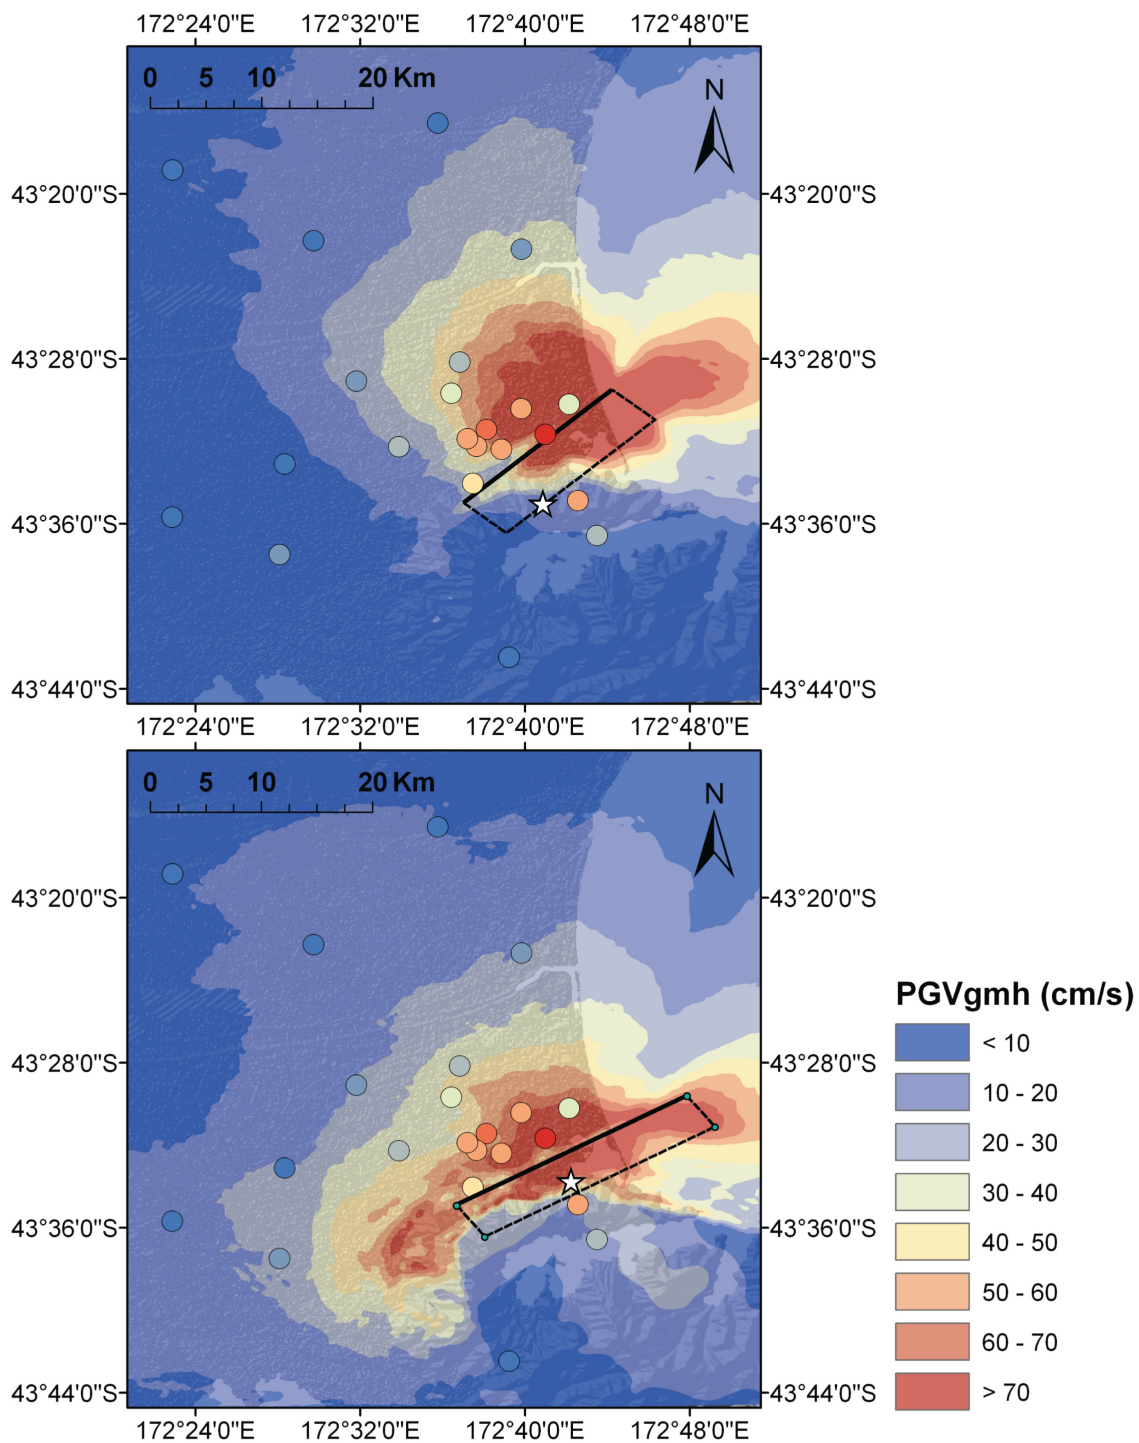 172°24'0"E 172°32'0"E 172°40'0"E 172°48'0"E
0 5 10 20 Km
N
43°20'0"S 43°20'0"S
43°28'0"S 43°28'0"S
43°36'0"S 43°36'0"S
43°44'0"S 43°44'0"S
172°24'0"E 172°32'0"E 172°40'0"E 172°48'0"E
0 5 10 20 Km
N
43°20'0"S 43°20'0"S
43°28'0"S 43°28'0"S
43°36'0"S 43°36'0"S
43°44'0"S 43°44'0"S
172°24'0"E 172°32'0"E 172°40'0"E 172°48'0"E
PGVgmh (cm/s)
< 10
10 - 20
20 - 30
30 - 40
40 - 50
50 - 60
60 - 70
> 70